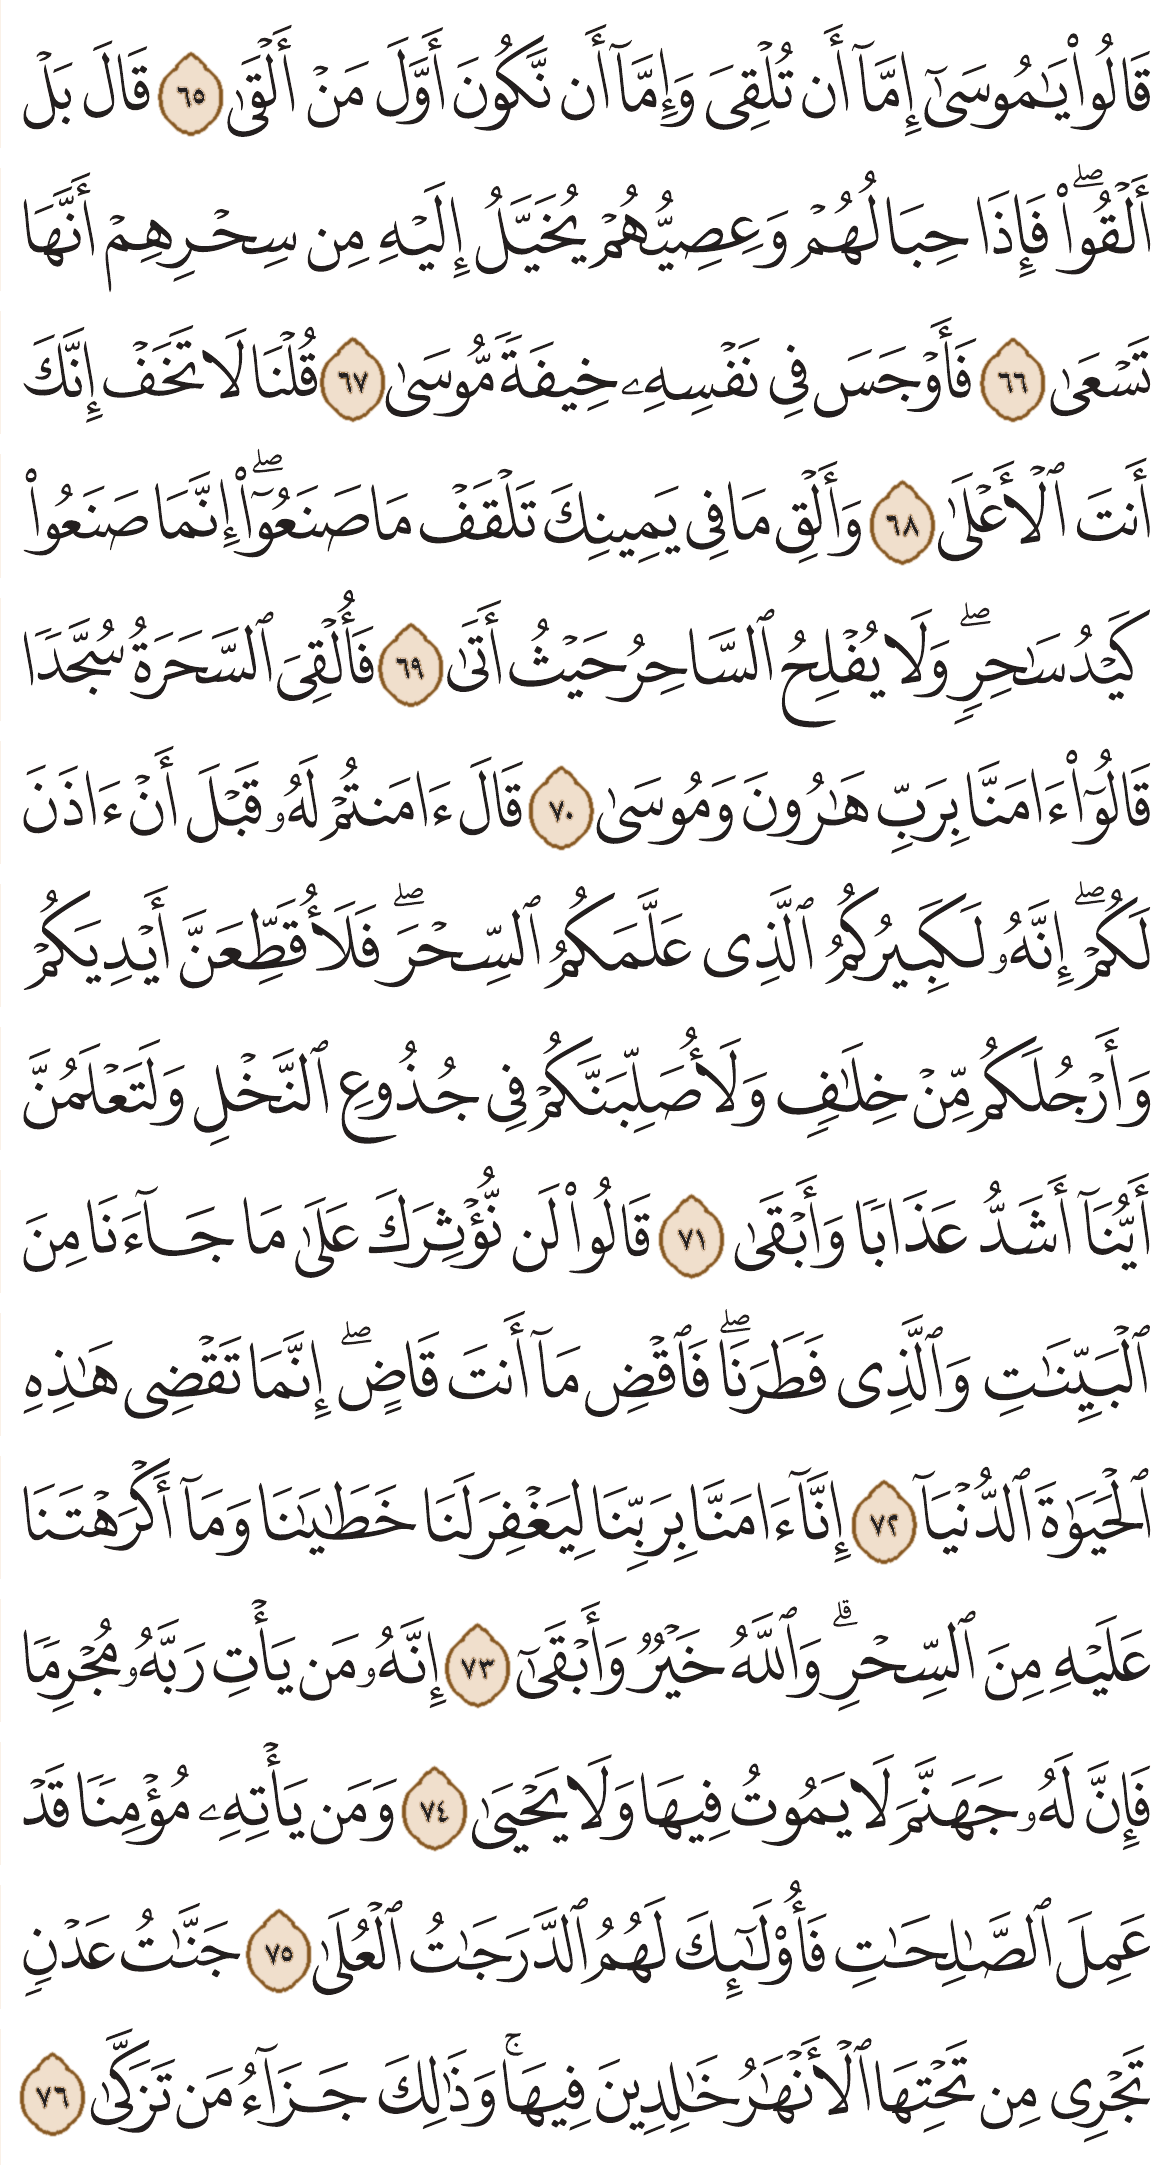 قَالُوا۟ يَـٰمُوسَىٰٓ إِمَّآ أَن تُلْقِىَ وَإِمَّآ أَن نَّكُونَ أَوَّلَ مَنْ أَلْقَىٰ ٦٥ قَالَ بَلْ
أَلْقُوا۟ ۖ فَإِذَا حِبَالُهُمْ وَعِصِيُّهُمْ يُخَيَّلُ إِلَيْهِ مِن سِحْرِهِمْ أَنَّهَا
تَسْعَىٰ ٦٦ فَأَوْجَسَ فِى نَفْسِهِۦ خِيفَةً مُّوسَىٰ ٦٧ قُلْنَا لَا تَخَفْ إِنَّكَ
أَنتَ ٱلْأَعْلَىٰ ٦٨ وَأَلْقِ مَا فِى يَمِينِكَ تَلْقَفْ مَا صَنَعُوٓا۟ ۖ إِنَّمَا صَنَعُوا۟
كَيْدُ سَـٰحِرٍ ۖ وَلَا يُفْلِحُ ٱلسَّاحِرُ حَيْثُ أَتَىٰ ٦٩ فَأُلْقِىَ ٱلسَّحَرَةُ سُجَّدًا
قَالُوٓا۟ ءَامَنَّا بِرَبِّ هَـٰرُونَ وَمُوسَىٰ ٧٠ قَالَ ءَامَنتُمْ لَهُۥ قَبْلَ أَنْ ءَاذَنَ
لَكُمْ ۖ إِنَّهُۥ لَكَبِيرُكُمُ ٱلَّذِى عَلَّمَكُمُ ٱلسِّحْرَ ۖ فَلَأُقَطِّعَنَّ أَيْدِيَكُمْ
وَأَرْجُلَكُم مِّنْ خِلَـٰفٍ وَلَأُصَلِّبَنَّكُمْ فِى جُذُوعِ ٱلنَّخْلِ وَلَتَعْلَمُنَّ
أَيُّنَآ أَشَدُّ عَذَابًا وَأَبْقَىٰ ٧١ قَالُوا۟ لَن نُّؤْثِرَكَ عَلَىٰ مَا جَآءَنَا مِنَ
ٱلْبَيِّنَـٰتِ وَٱلَّذِى فَطَرَنَا ۖ فَٱقْضِ مَآ أَنتَ قَاضٍ ۖ إِنَّمَا تَقْضِى هَـٰذِهِ
ٱلْحَيَوٰةَ ٱلدُّنْيَآ ٧٢ إِنَّآ ءَامَنَّا بِرَبِّنَا لِيَغْفِرَ لَنَا خَطَـٰيَـٰنَا وَمَآ أَكْرَهْتَنَا
عَلَيْهِ مِنَ ٱلسِّحْرِ ۗ وَٱللَّهُ خَيْرٌ وَأَبْقَىٰٓ ٧٣ إِنَّهُۥ مَن يَأْتِ رَبَّهُۥ مُجْرِمًا
فَإِنَّ لَهُۥ جَهَنَّمَ لَا يَمُوتُ فِيهَا وَلَا يَحْيَىٰ ٧٤ وَمَن يَأْتِهِۦ مُؤْمِنًا قَدْ
عَمِلَ ٱلصَّـٰلِحَـٰتِ فَأُو۟لَـٰٓئِكَ لَهُمُ ٱلدَّرَجَـٰتُ ٱلْعُلَىٰ ٧٥ جَنَّـٰتُ عَدْنٍ
تَجْرِى مِن تَحْتِهَا ٱلْأَنْهَـٰرُ خَـٰلِدِينَ فِيهَا ۚ وَذَٰلِكَ جَزَآءُ مَن تَزَكَّىٰ ٧٦